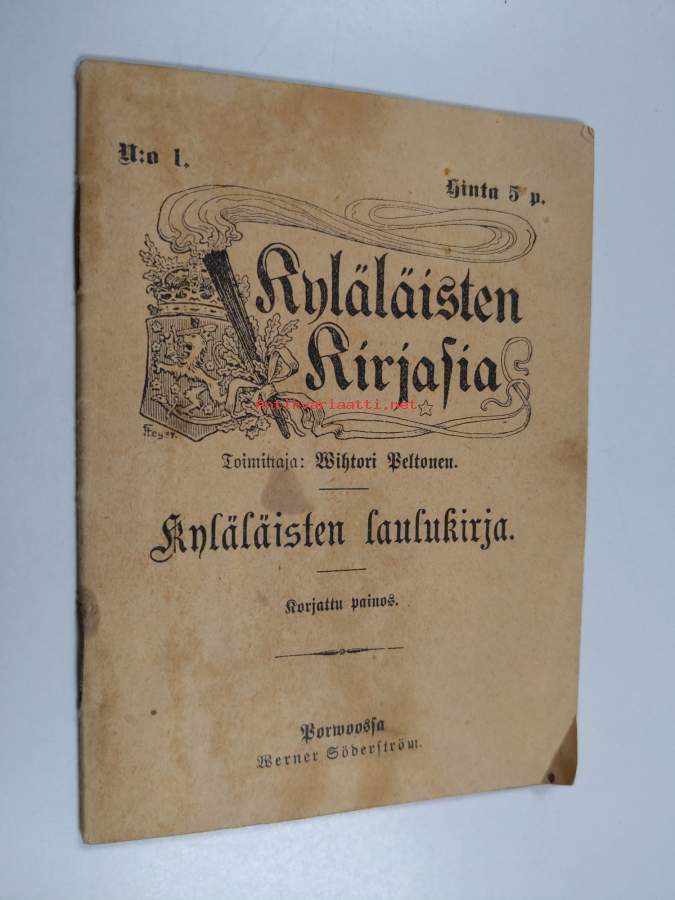 N:o 1.
Hinta 5 p.
Kyläläisten
Kirjasia
Antikvariaatti.net
Toimittaja: Wihtori Peltonen.
Kyläläisten laulukirja.
Korjattu painos.
Porwoossa
Werner Söderström.